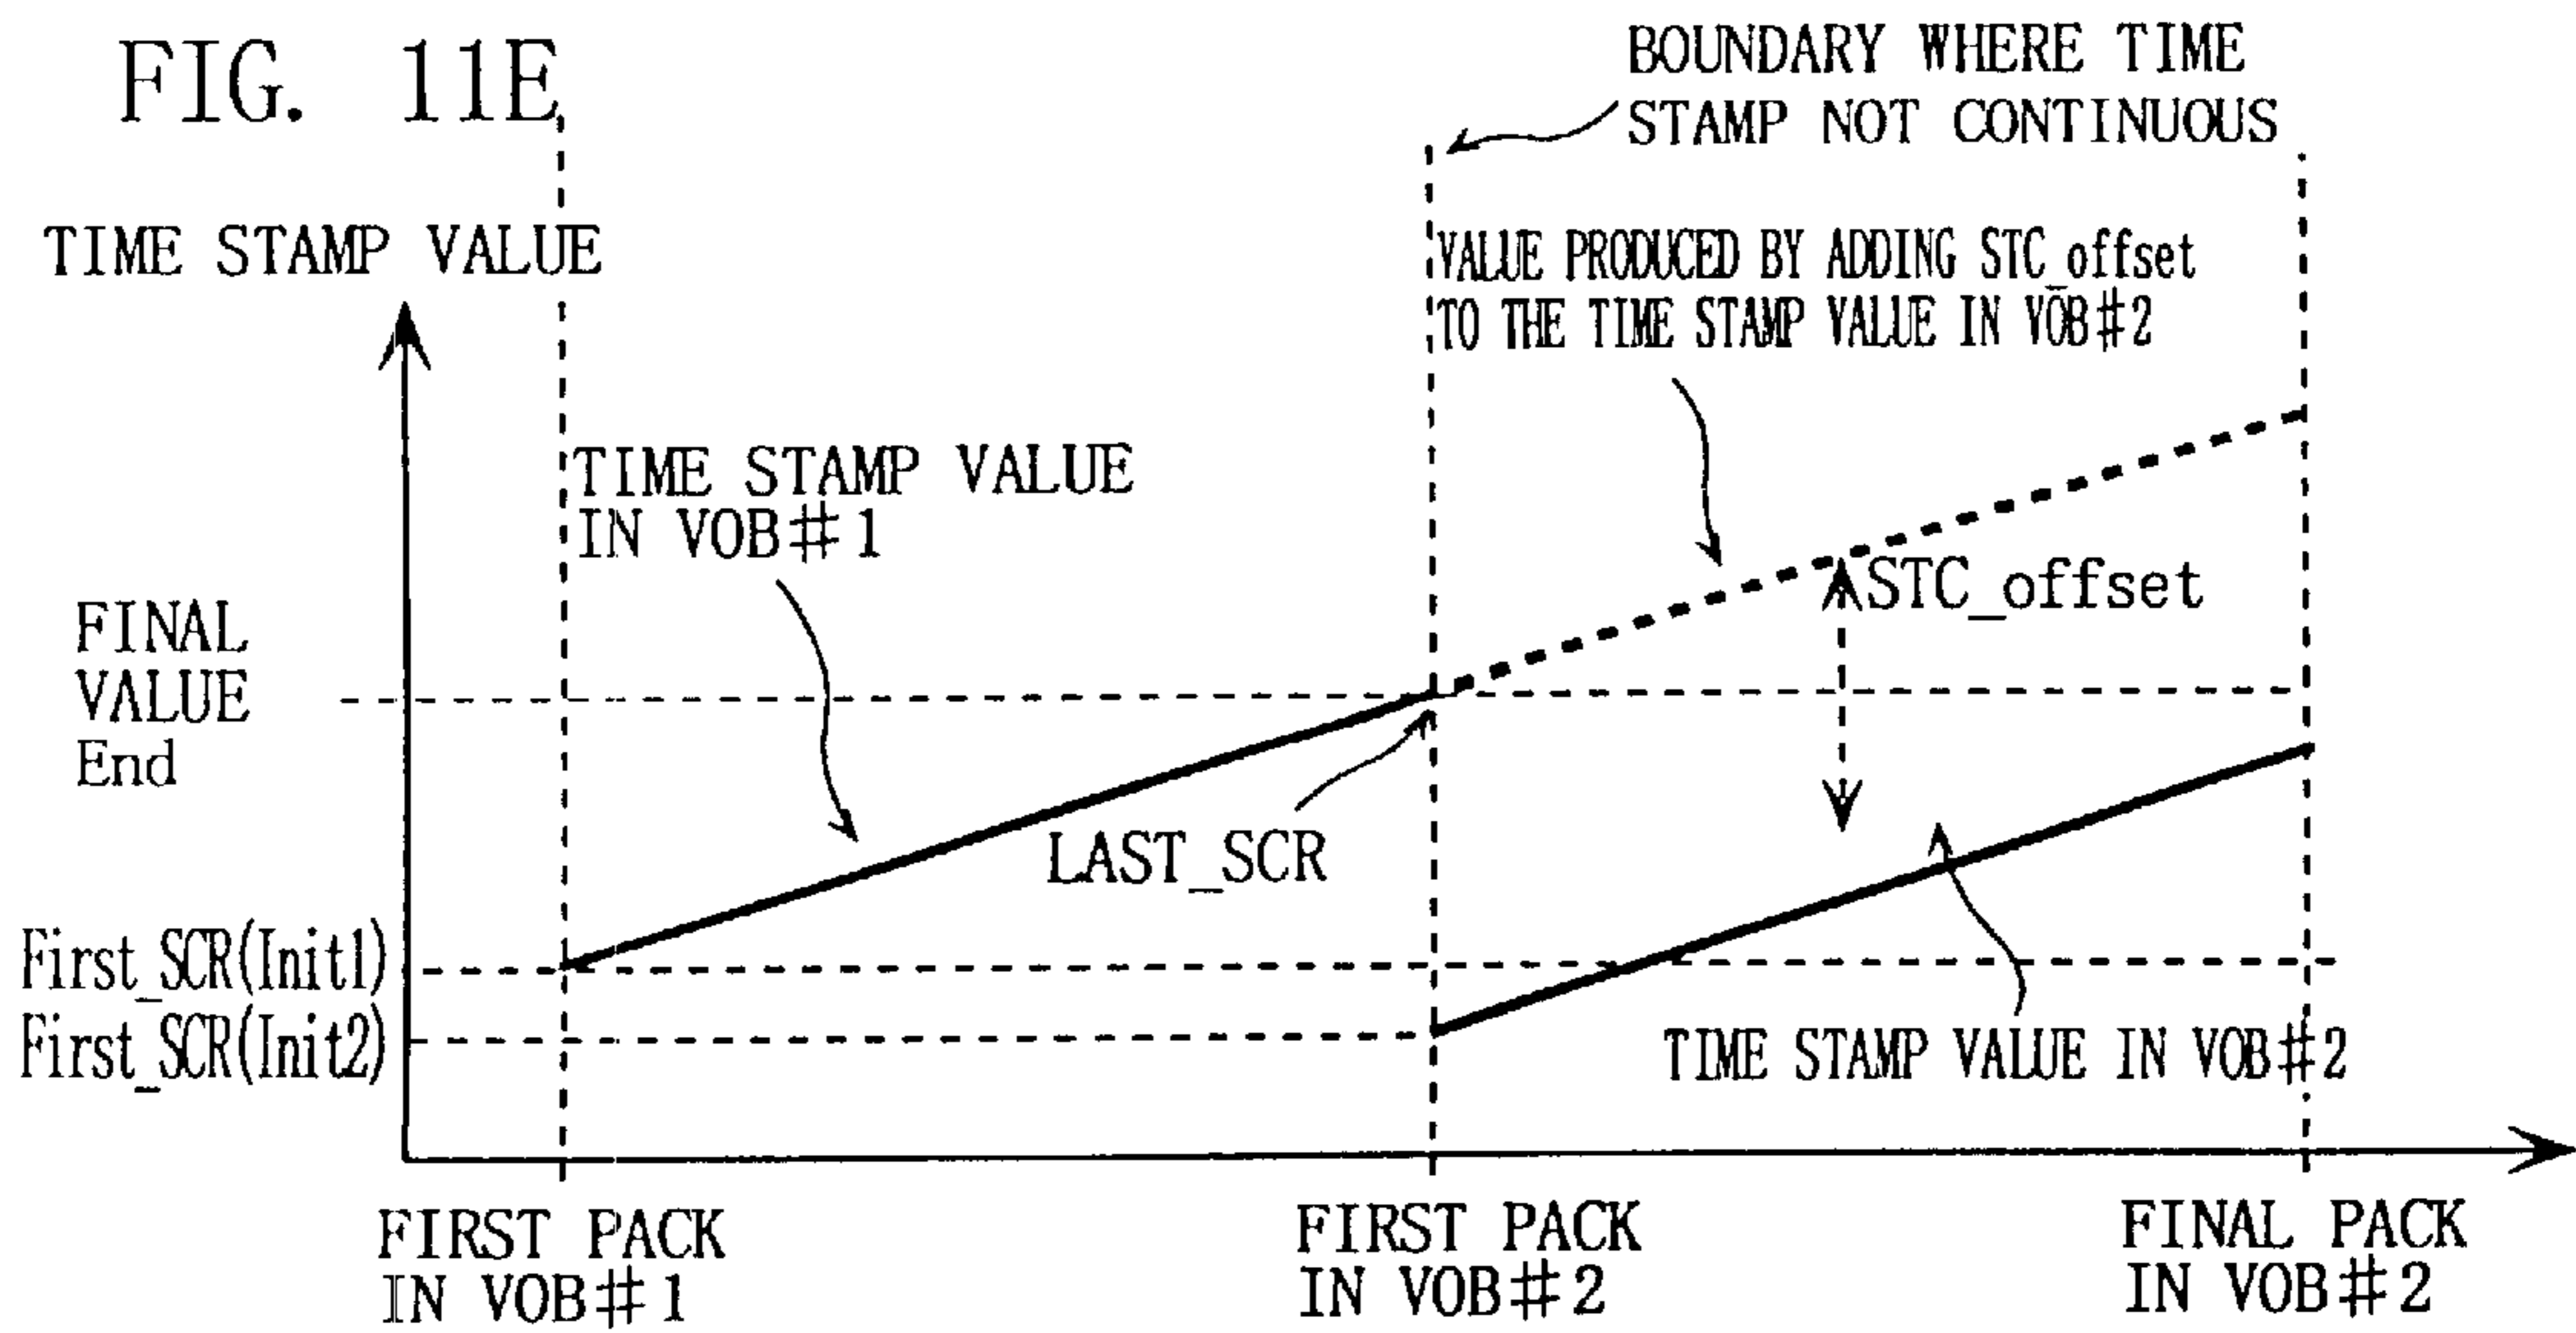 FIG. 11E
BOUNDARY WHERE TIME
STAMP NOT CONTINUOUS
TIME STAMP VALUE
VALUE PRODUCED BY ADDING STC_offset
TO THE TIME STAMP VALUE IN VOB#2
TIME STAMP VALUE
IN VOB#1
STC_offset
FINAL
VALUE
End
LAST_SCR
First_SCR(Init1)
First_SCR(Init2)
TIME STAMP VALUE IN VOB#2
FIRST PACK
IN VOB#1
FIRST PACK
IN VOB#2
FINAL PACK
IN VOB#2